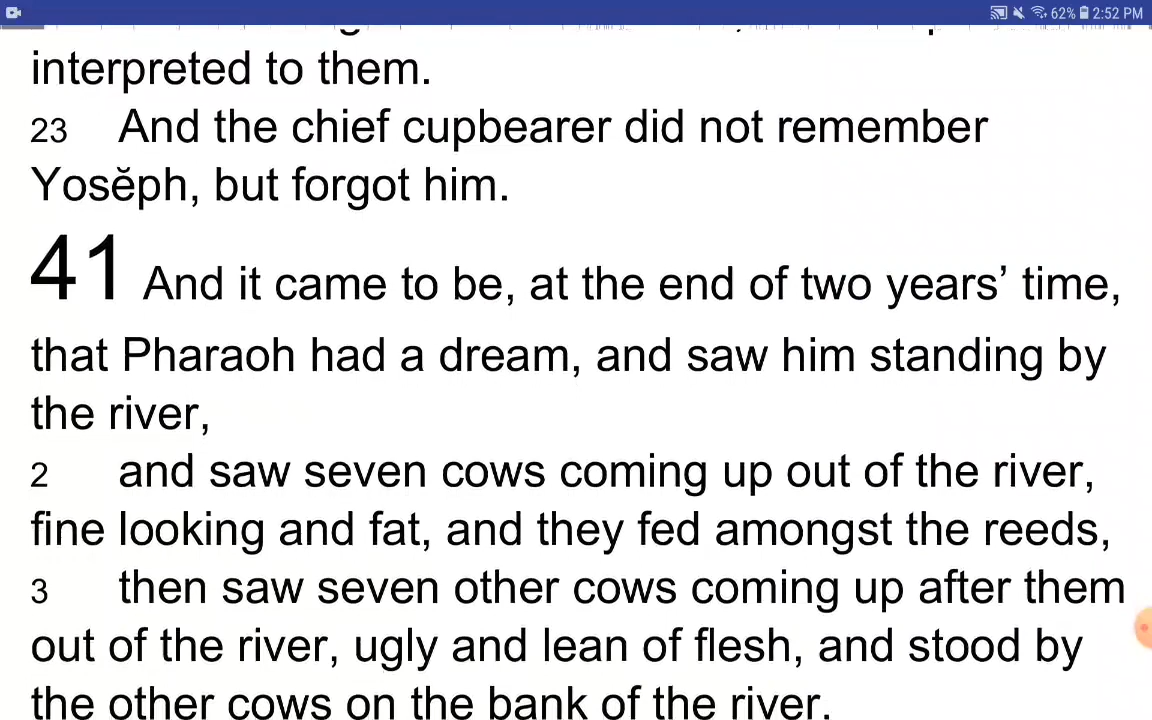 62% 2:52 PM
interpreted to them.
23 And the chief cupbearer did not remember
Yosĕph, but forgot him.
41 And it came to be, at the end of two years’ time,
that Pharaoh had a dream, and saw him standing by
the river,
2 and saw seven cows coming up out of the river,
fine looking and fat, and they fed amongst the reeds,
3 then saw seven other cows coming up after them
out of the river, ugly and lean of flesh, and stood by
the other cows on the bank of the river.